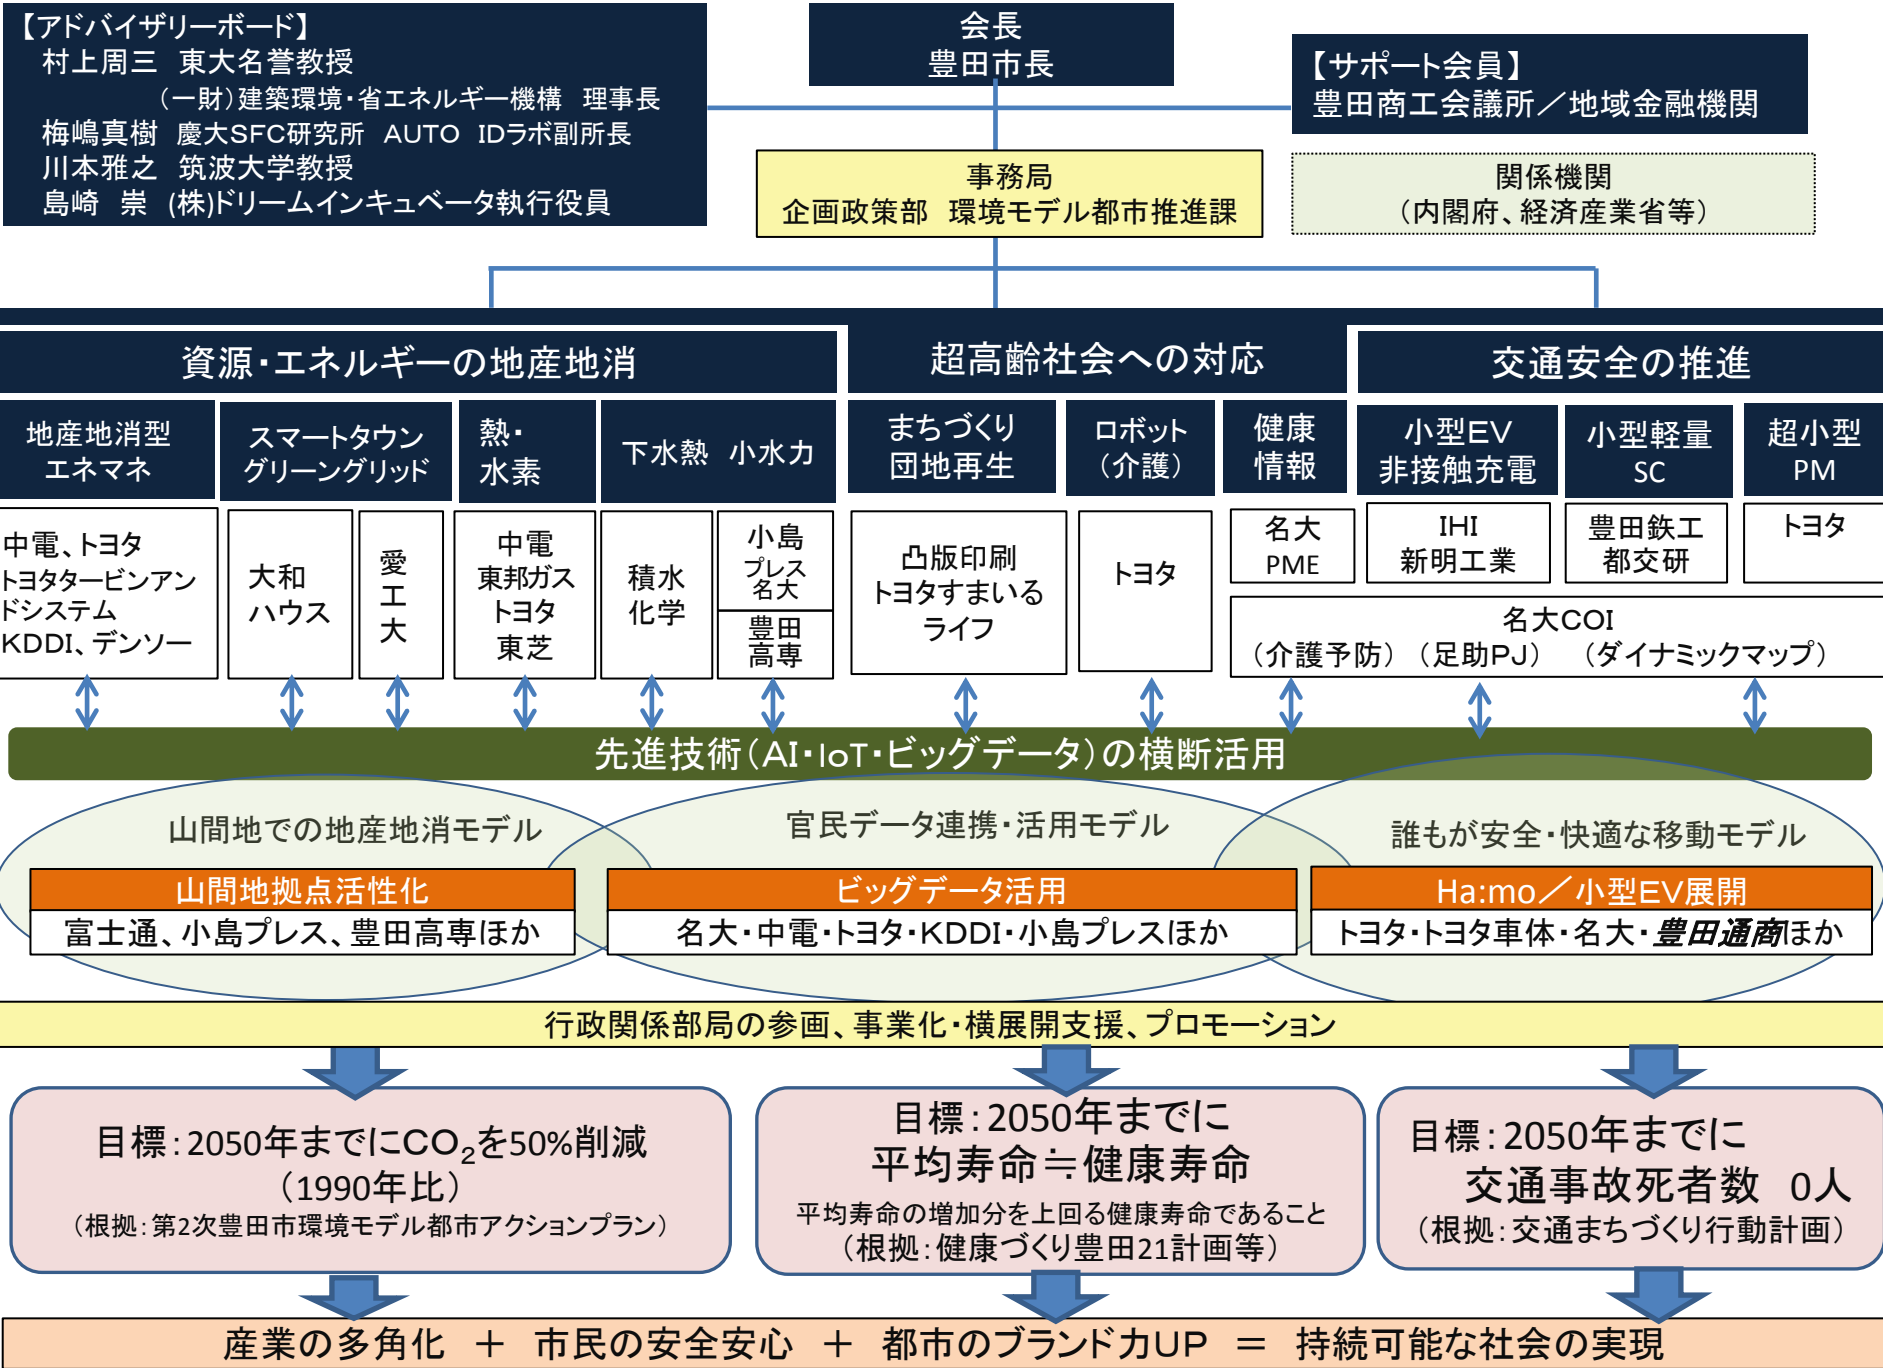 【アドバイザリーボード】
村上周三　東大名誉教授
（一財）建築環境・省エネルギー機構　理事長
梅嶋真樹　慶大SFC研究所　AUTO　IDラボ副所長
川本雅之　筑波大学教授
島崎　崇　(株)ドリームインキュベータ執行役員
会長
豊田市長
【サポート会員】
豊田商工会議所／地域金融機関
事務局
企画政策部　環境モデル都市推進課
関係機関
（内閣府、経済産業省等）
資源・エネルギーの地産地消
超高齢社会への対応
交通安全の推進
地産地消型
エネマネ
スマートタウン
グリーングリッド
熱・
水素
下水熱　小水力
まちづくり
団地再生
ロボット
（介護）
健康
情報
小型EV
非接触充電
小型軽量
SC
超小型
PM
中電、トヨタ
トヨタタービンアン
ドシステム
KDDI、デンソー
大和
ハウス
愛
工
大
中電
東邦ガス
トヨタ
東芝
積水
化学
小島
プレス
名大
豊田
高専
凸版印刷
トヨタすまいる
ライフ
トヨタ
名大
PME
IHI
新明工業
豊田鉄工
都交研
トヨタ
名大COI
（介護予防）（足助PJ）　（ダイナミックマップ）
先進技術（AI・IoT・ビッグデータ）の横断活用
山間地での地産地消モデル
官民データ連携・活用モデル
誰もが安全・快適な移動モデル
山間地拠点活性化
富士通、小島プレス、豊田高専ほか
ビッグデータ活用
名大・中電・トヨタ・KDDI・小島プレスほか
Ha:mo／小型EV展開
トヨタ・トヨタ車体・名大・豊田通商ほか
行政関係部局の参画、事業化・横展開支援、プロモーション
目標：2050年までにCO₂を50%削減
（1990年比）
（根拠：第2次豊田市環境モデル都市アクションプラン）
目標：2050年までに
平均寿命≒健康寿命
平均寿命の増加分を上回る健康寿命であること
（根拠：健康づくり豊田21計画等）
目標：2050年までに
交通事故死者数　0人
（根拠：交通まちづくり行動計画）
産業の多角化　＋　市民の安全安心　＋　都市のブランド力UP　＝　持続可能な社会の実現